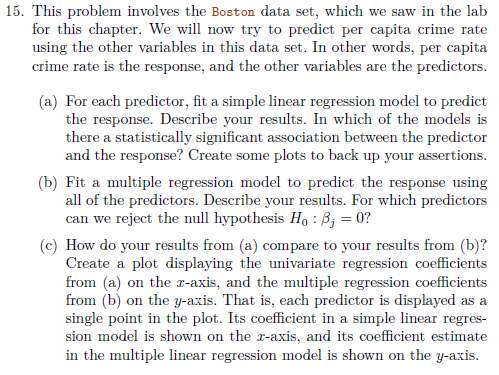 15. This problem involves the Boston data set, which we saw in the lab
for this chapter. We will now try to predict per capita crime rate
using the other variables in this data set. In other words, per capita
crime rate is the response, and the other variables are the predictors.
(a) For each predictor, fit a simple linear regression model to predict
the response. Describe your results. In which of the models is
there a statistically significant association between the predictor
and the response? Create some plots to back up your assertions.
(b) Fit a multiple regression model to predict the response using
all of the predictors. Describe your results. For which predictors
can we reject the null hypothesis H₀ : βⱼ = 0?
(c) How do your results from (a) compare to your results from (b)?
Create a plot displaying the univariate regression coefficients
from (a) on the x-axis, and the multiple regression coefficients
from (b) on the y-axis. That is, each predictor is displayed as a
single point in the plot. Its coefficient in a simple linear regres-
sion model is shown on the x-axis, and its coefficient estimate
in the multiple linear regression model is shown on the y-axis.